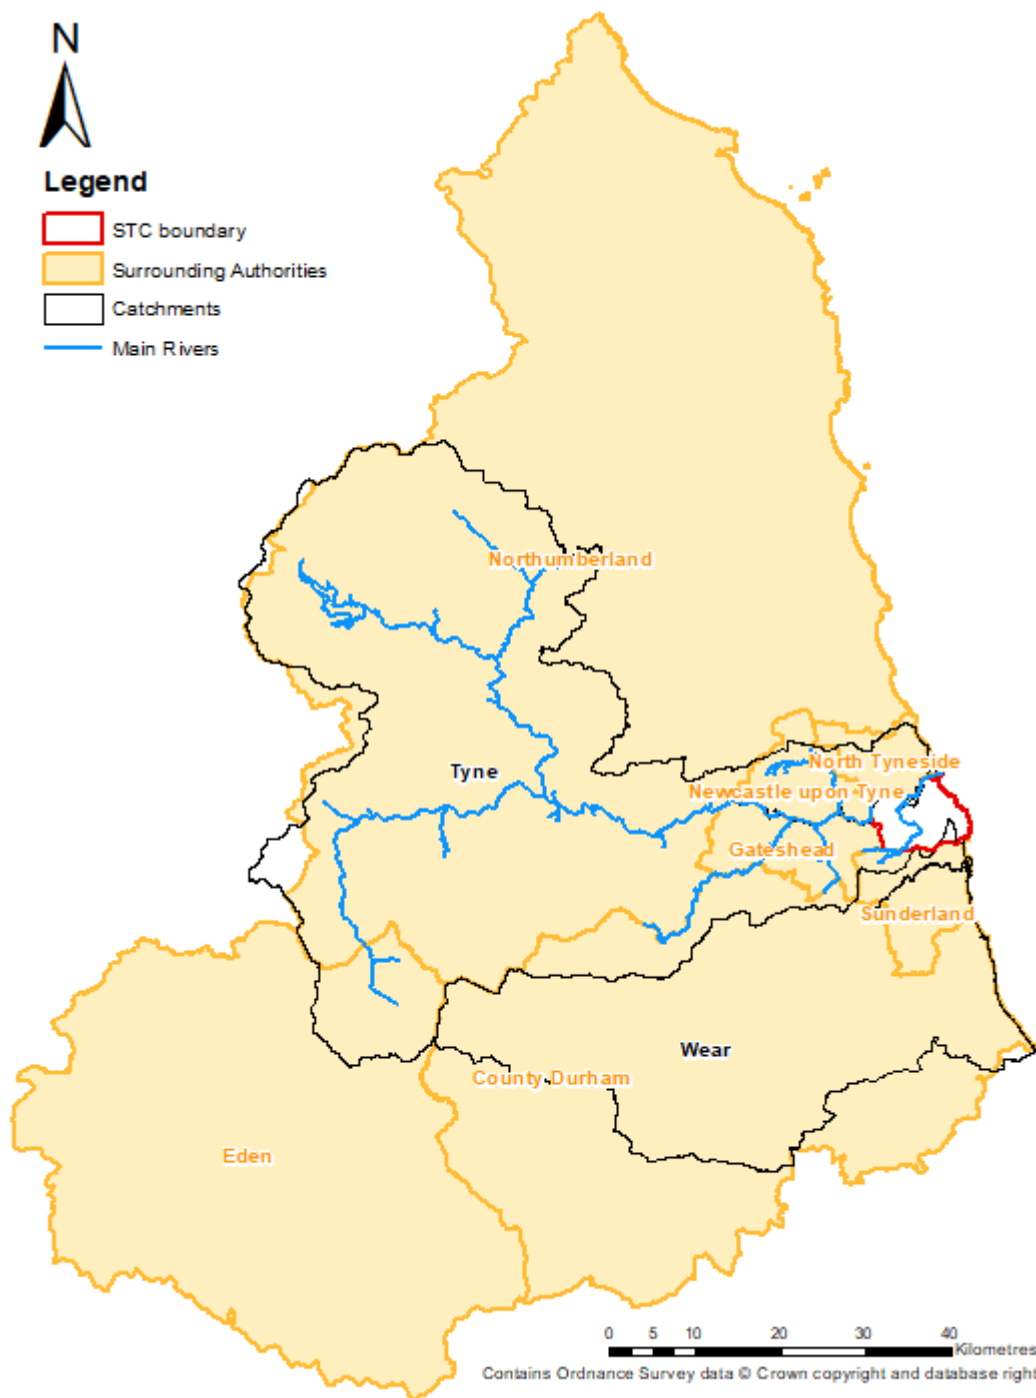 N
Legend
STC boundary
Surrounding Authorities
Catchments
Main Rivers
Northumberland
North Tyneside
Tyne
Newcastle upon Tyne
Gateshead
Sunderland
Wear
County Durham
Eden
0 5 10 20 30 40
Kilometres
Contains Ordnance Survey data © Crown copyright and database righ